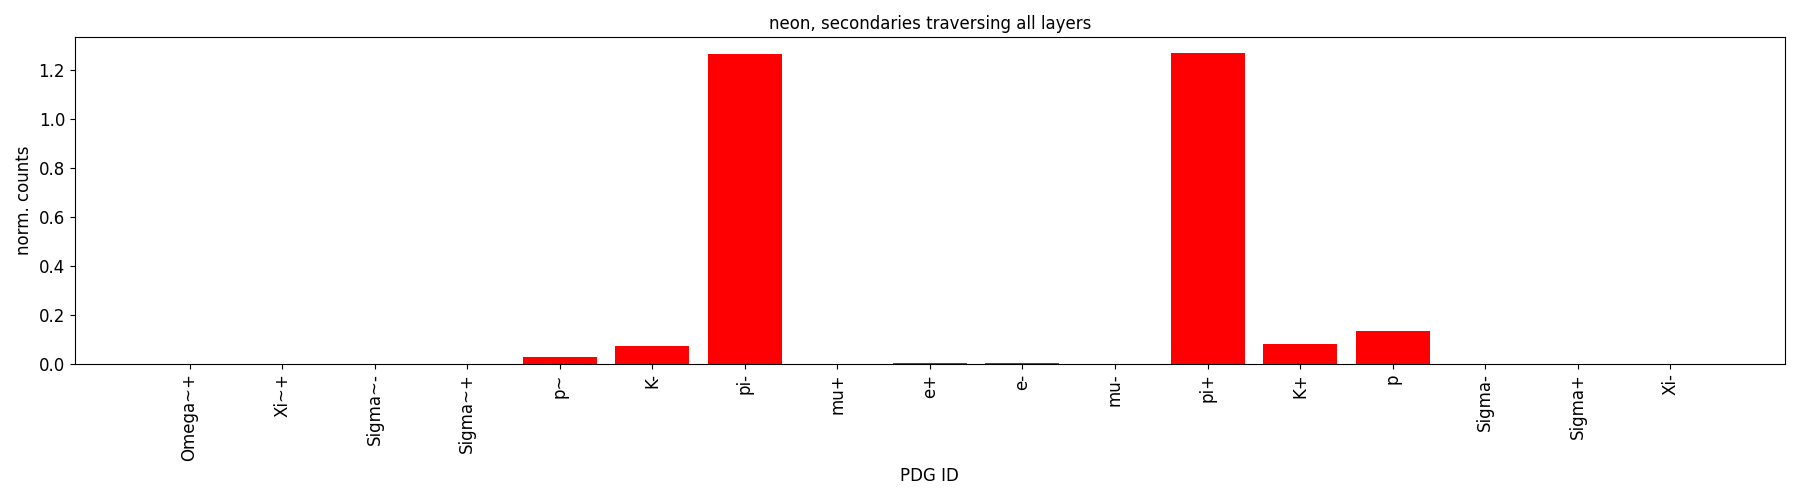 neon, secondaries traversing all layers
norm. counts
1.2
1.0
0.8
0.6
0.4
0.2
0.0
Omega~+
Xi~+
Sigma~-
Sigma~+
p~
K-
pi-
mu+
e+
e-
mu-
pi+
K+
p
Sigma-
Sigma+
Xi-
PDG ID